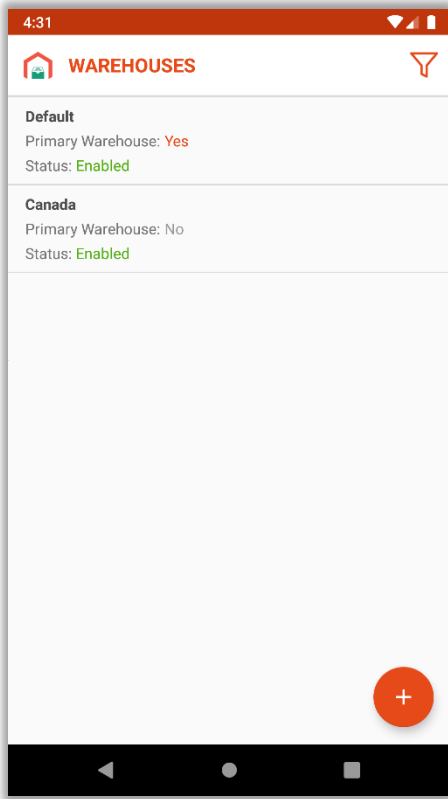 4:31
WAREHOUSES
Default
Primary Warehouse: Yes
Status: Enabled
Canada
Primary Warehouse: No
Status: Enabled
+